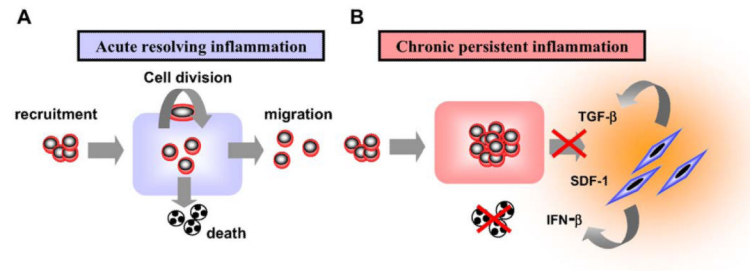 A
Acute resolving inflammation
Cell division
recruitment
migration
death
B
Chronic persistent inflammation
TGF-β
SDF-1
IFN-β